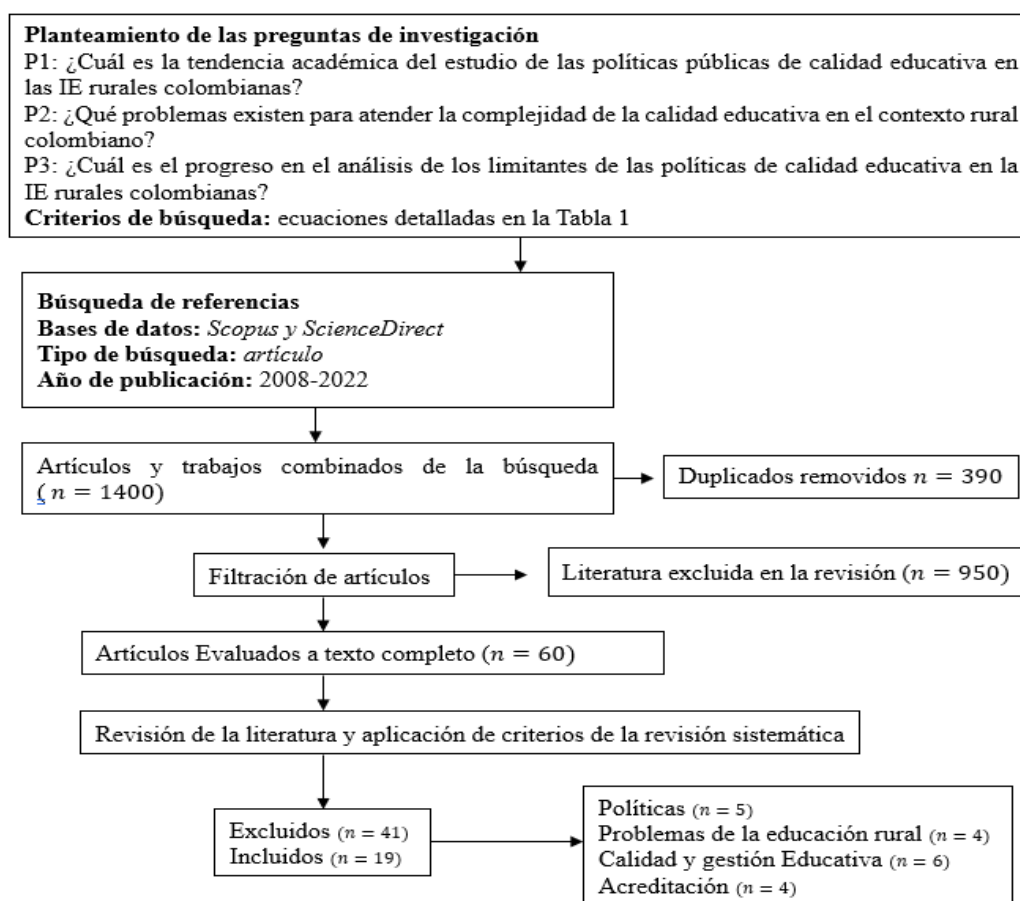 Planteamiento de las preguntas de investigación
P1: ¿Cuál es la tendencia académica del estudio de las políticas públicas de calidad educativa en
las IE rurales colombianas?
P2: ¿Qué problemas existen para atender la complejidad de la calidad educativa en el contexto rural
colombiano?
P3: ¿Cuál es el progreso en el análisis de los limitantes de las políticas de calidad educativa en la
IE rurales colombianas?
Criterios de búsqueda: ecuaciones detalladas en la Tabla 1
Búsqueda de referencias
Bases de datos: Scopus y ScienceDirect
Tipo de búsqueda: artículo
Año de publicación: 2008-2022
Artículos y trabajos combinados de la búsqueda
( n = 1400)
Duplicados removidos n = 390
Filtración de artículos
Literatura excluida en la revisión (n = 950)
Artículos Evaluados a texto completo (n = 60)
Revisión de la literatura y aplicación de criterios de la revisión sistemática
Excluidos (n = 41)
Incluidos (n = 19)
Políticas (n = 5)
Problemas de la educación rural (n = 4)
Calidad y gestión Educativa (n = 6)
Acreditación (n = 4)